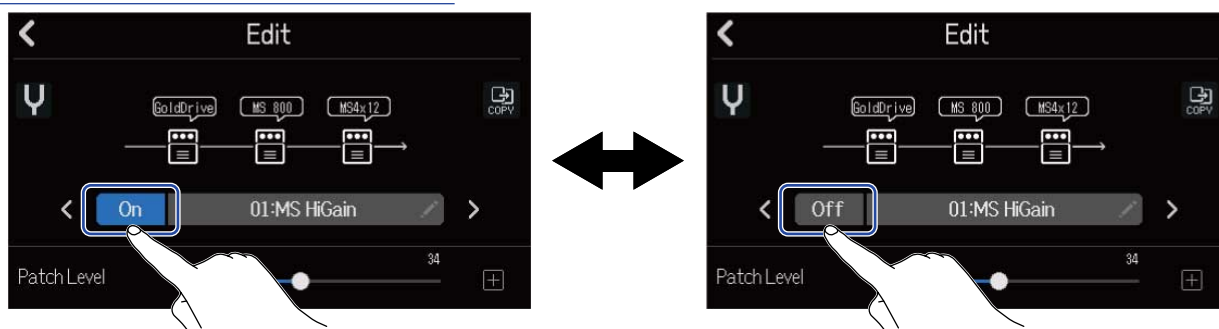 Edit
COPY
GoldDrive MS 800 MS4x12
On 01:MS HiGain
34
Patch Level
Edit
COPY
GoldDrive MS 800 MS4x12
Off 01:MS HiGain
34
Patch Level